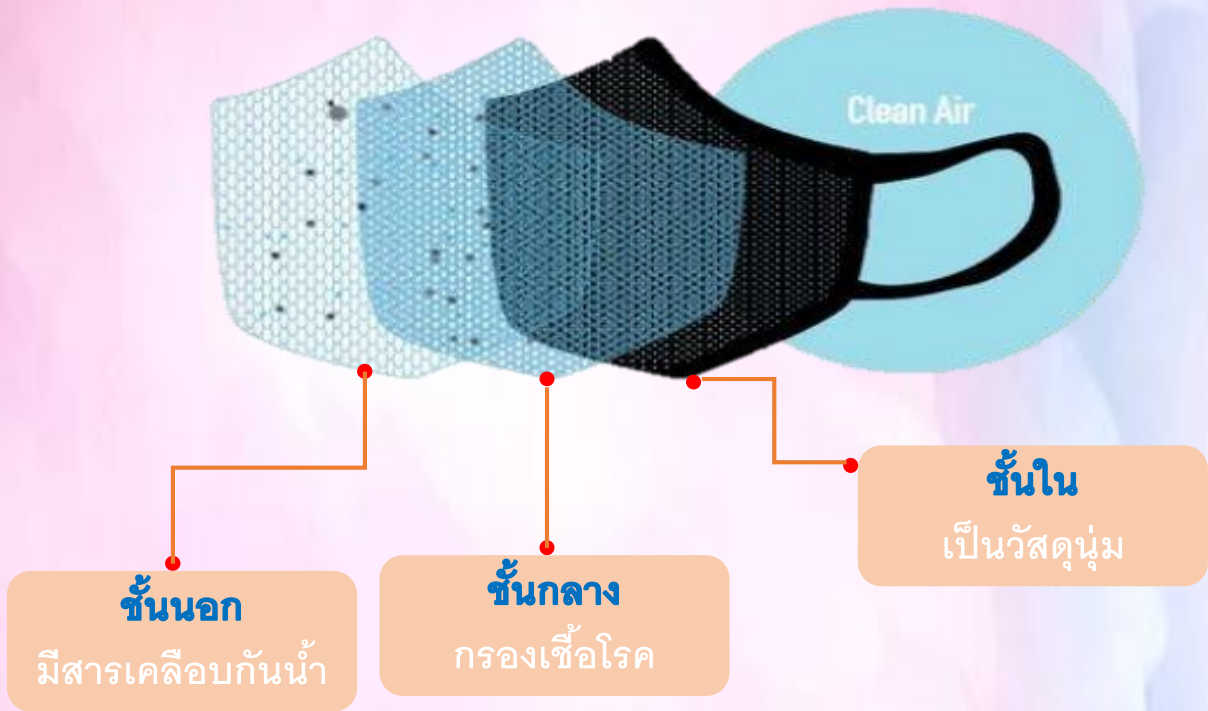 Clean Air
ชั้นใน
เป็นวัสดุนุ่ม
ชั้นกลาง
กรองเชื้อโรค
ชั้นนอก
มีสารเคลือบกันน้ำ